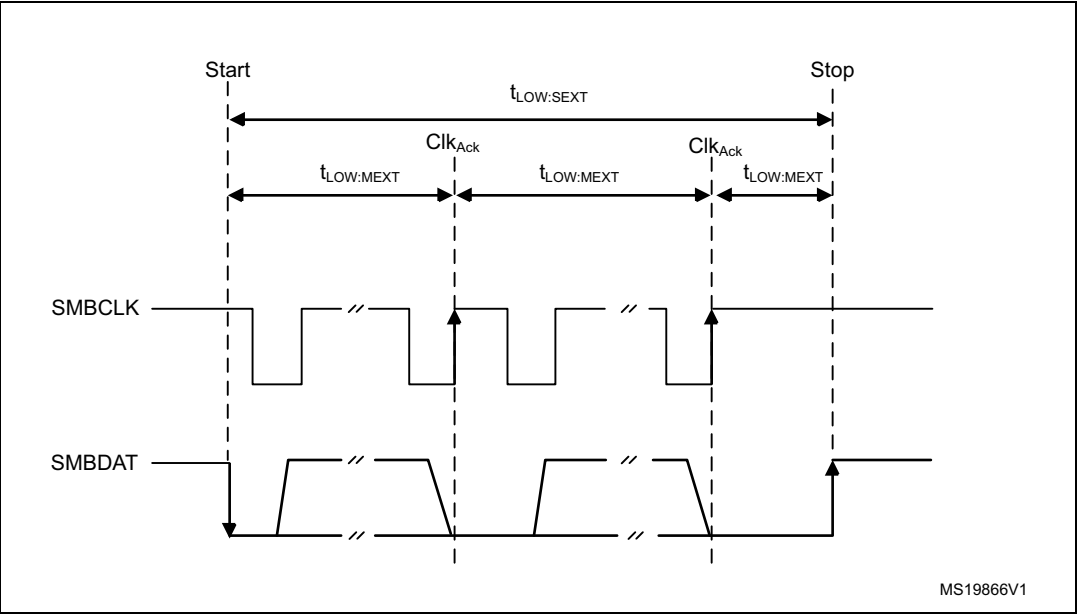 Start Stop
tLOW:SEXT
ClkAck ClkAck
tLOW:MEXT tLOW:MEXT tLOW:MEXT
SMBCLK
SMBDAT
MS19866V1